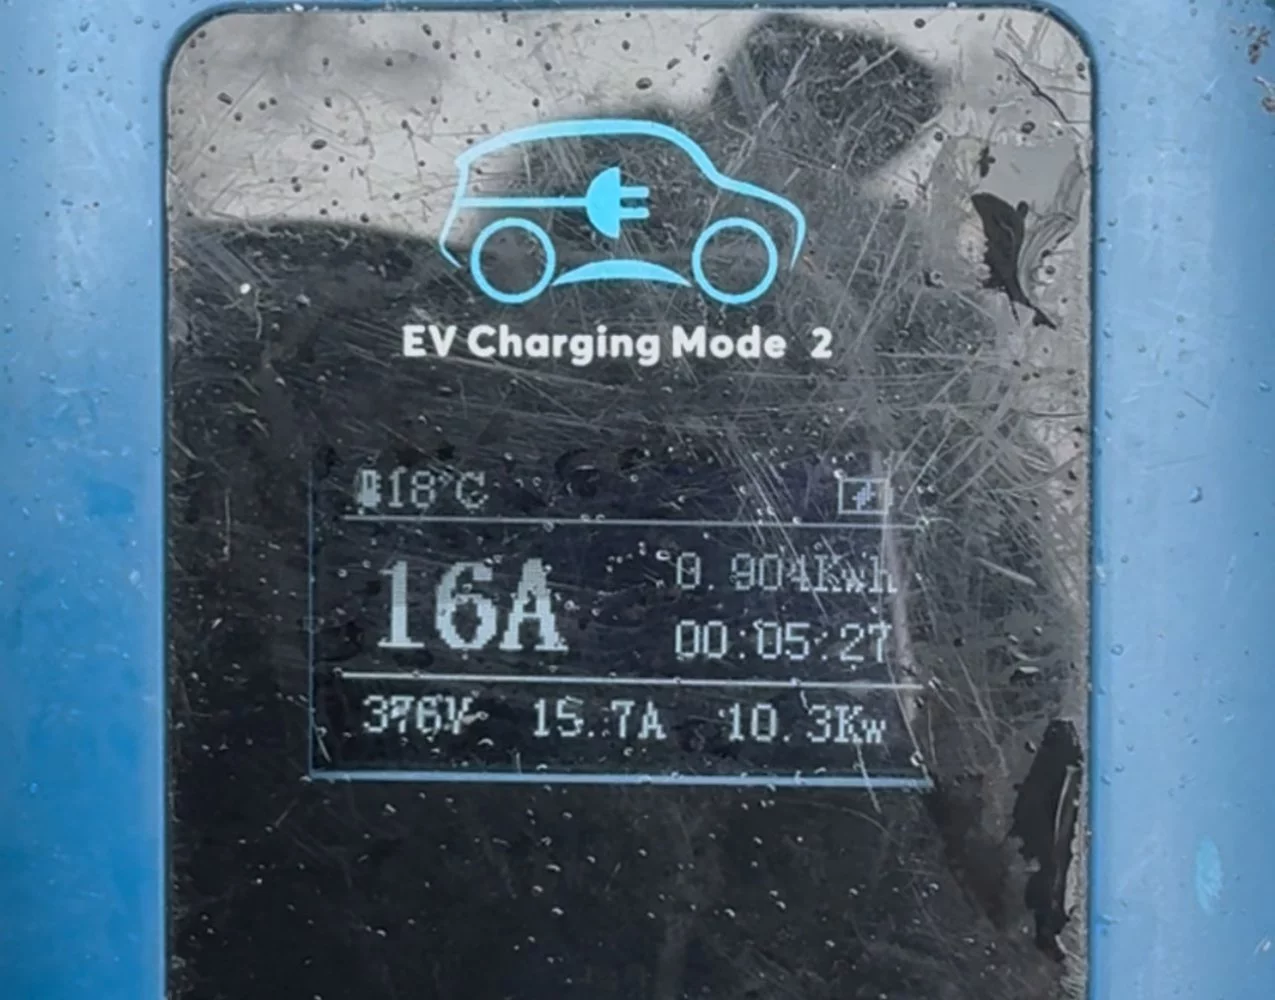 EV Charging Mode 2
18°C
16A
0.904Kwh
00:05:27
376V 15.7A 10.3Kw